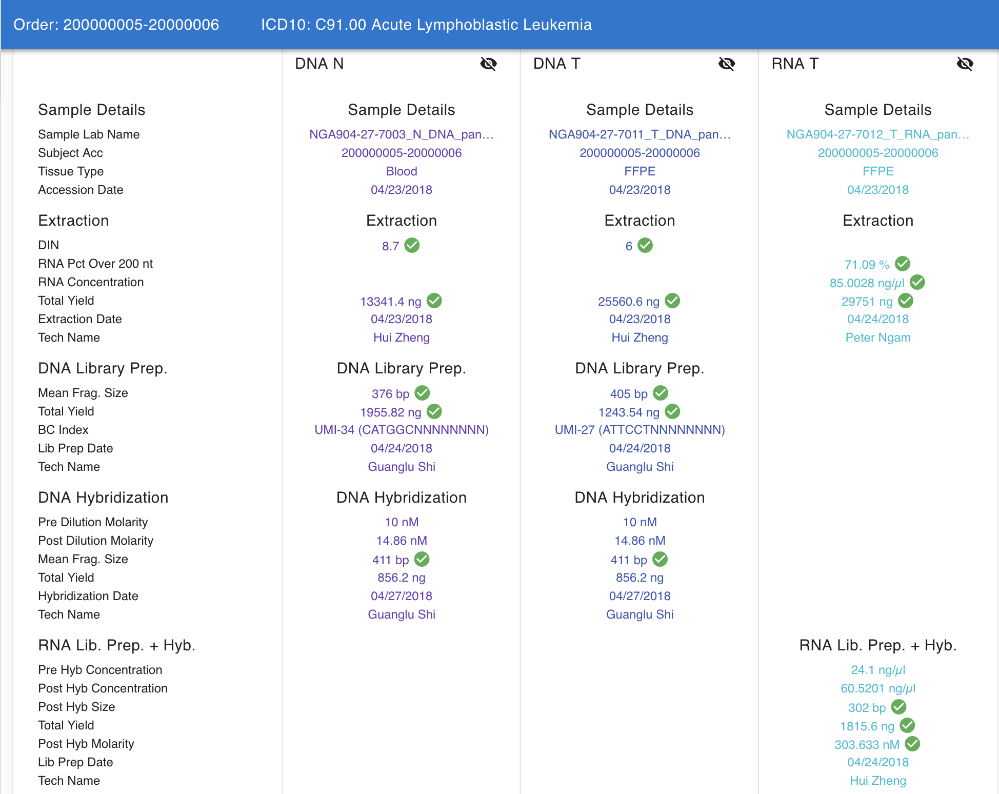 Order: 200000005-20000006 ICD10: C91.00 Acute Lymphoblastic Leukemia
DNA N DNA T RNA T
Sample Details Sample Details Sample Details Sample Details
Sample Lab Name NGA904-27-7003_N_DNA_pan... NGA904-27-7011_T_DNA_pan... NGA904-27-7012_T_RNA_pan...
Subject Acc 200000005-20000006 200000005-20000006 200000005-20000006
Tissue Type Blood FFPE FFPE
Accession Date 04/23/2018 04/23/2018 04/23/2018
Extraction Extraction Extraction Extraction
DIN 8.7 6
RNA Pct Over 200 nt 71.09 %
RNA Concentration 85.0028 ng/µl
Total Yield 13341.4 ng 25560.6 ng 29751 ng
Extraction Date 04/23/2018 04/23/2018 04/24/2018
Tech Name Hui Zheng Hui Zheng Peter Ngam
DNA Library Prep. DNA Library Prep. DNA Library Prep.
Mean Frag. Size 376 bp 405 bp
Total Yield 1955.82 ng 1243.54 ng
BC Index UMI-34 (CATGGCNNNNNNNN) UMI-27 (ATTCCTNNNNNNNN)
Lib Prep Date 04/24/2018 04/24/2018
Tech Name Guanglu Shi Guanglu Shi
DNA Hybridization DNA Hybridization DNA Hybridization
Pre Dilution Molarity 10 nM 10 nM
Post Dilution Molarity 14.86 nM 14.86 nM
Mean Frag. Size 411 bp 411 bp
Total Yield 856.2 ng 856.2 ng
Hybridization Date 04/27/2018 04/27/2018
Tech Name Guanglu Shi Guanglu Shi
RNA Lib. Prep. + Hyb. RNA Lib. Prep. + Hyb.
Pre Hyb Concentration 24.1 ng/µl
Post Hyb Concentration 60.5201 ng/µl
Post Hyb Size 302 bp
Total Yield 1815.6 ng
Post Hyb Molarity 303.633 nM
Lib Prep Date 04/24/2018
Tech Name Hui Zheng